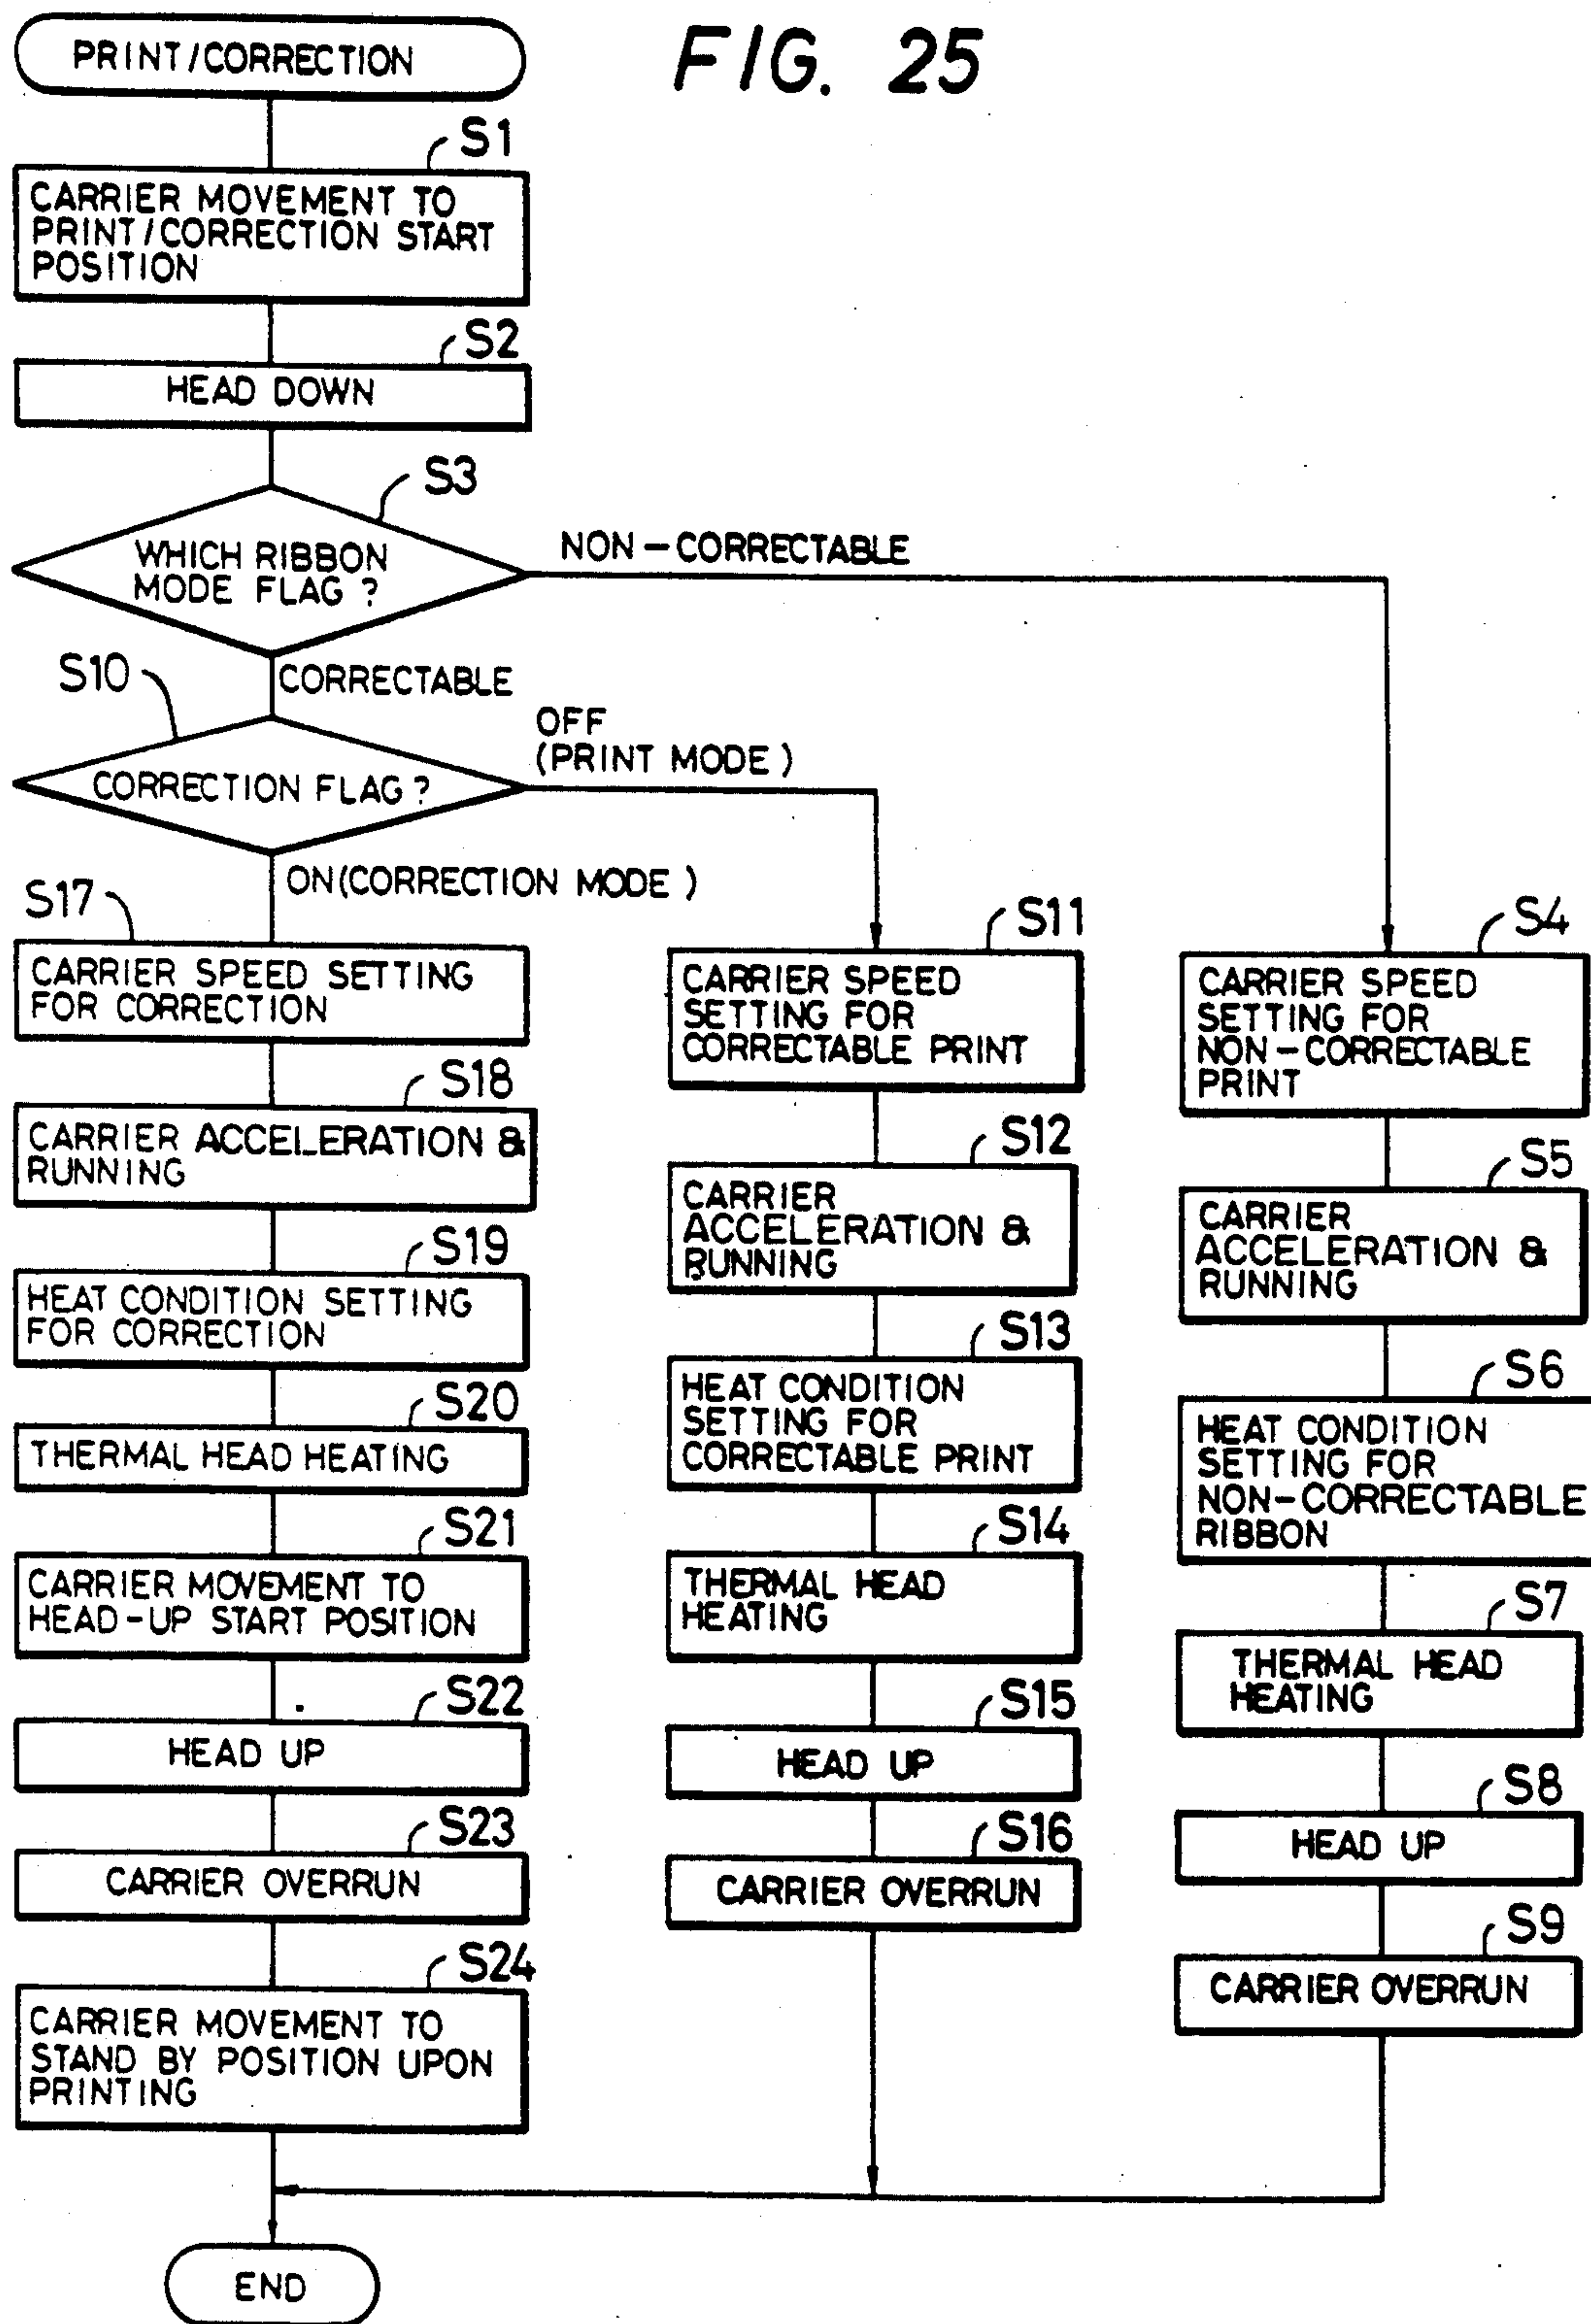 FIG. 25
PRINT/CORRECTION
S1
CARRIER MOVEMENT TO
PRINT/CORRECTION START
POSITION
S2
HEAD DOWN
S3
WHICH RIBBON
MODE FLAG ?
NON-CORRECTABLE
CORRECTABLE
S10
CORRECTION FLAG ?
OFF
(PRINT MODE)
ON(CORRECTION MODE)
S17
CARRIER SPEED SETTING
FOR CORRECTION
S18
CARRIER ACCELERATION &
RUNNING
S19
HEAT CONDITION SETTING
FOR CORRECTION
S20
THERMAL HEAD HEATING
S21
CARRIER MOVEMENT TO
HEAD-UP START POSITION
S22
HEAD UP
S23
CARRIER OVERRUN
S24
CARRIER MOVEMENT TO
STAND BY POSITION UPON
PRINTING
S11
CARRIER SPEED
SETTING FOR
CORRECTABLE PRINT
S12
CARRIER
ACCELERATION &
RUNNING
S13
HEAT CONDITION
SETTING FOR
CORRECTABLE PRINT
S14
THERMAL HEAD
HEATING
S15
HEAD UP
S16
CARRIER OVERRUN
S4
CARRIER SPEED
SETTING FOR
NON-CORRECTABLE
PRINT
S5
CARRIER
ACCELERATION &
RUNNING
S6
HEAT CONDITION
SETTING FOR
NON-CORRECTABLE
RIBBON
S7
THERMAL HEAD
HEATING
S8
HEAD UP
S9
CARRIER OVERRUN
END